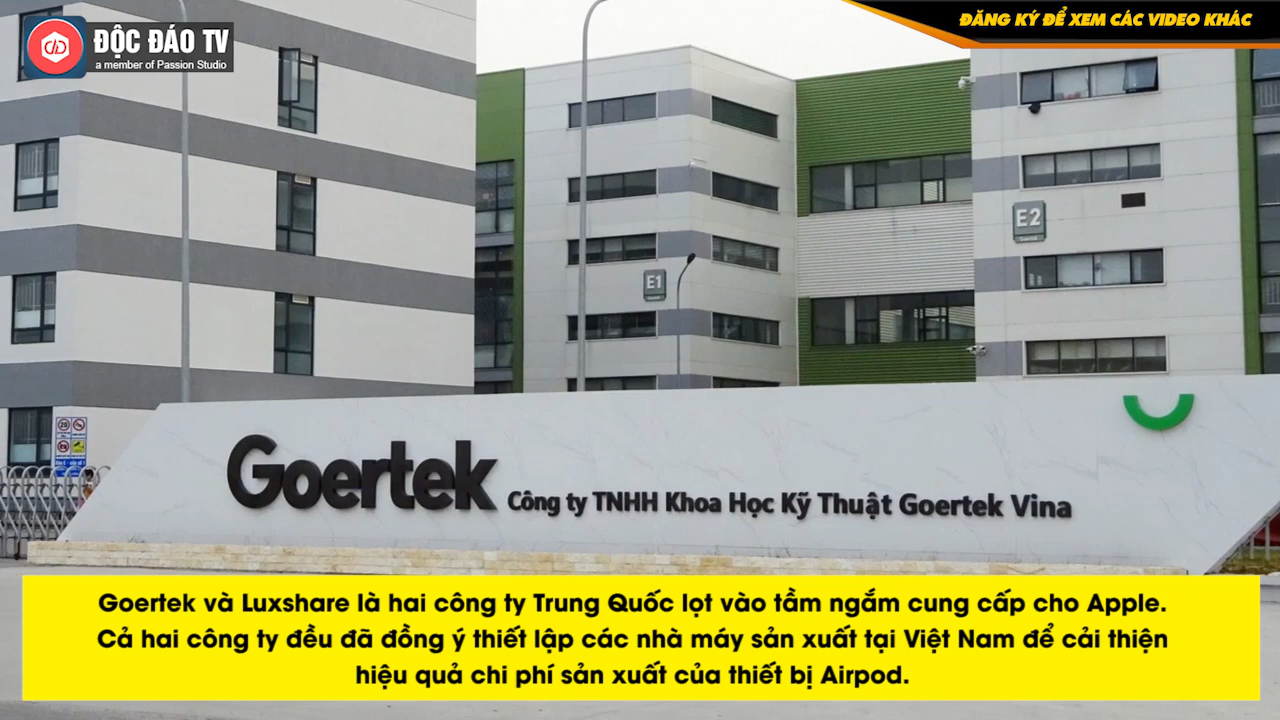 ĐỘC ĐÁO TV
a member of Passion Studio
ĐĂNG KÝ ĐỂ XEM CÁC VIDEO KHÁC
E2
E1
Goertek Công ty TNHH Khoa Học Kỹ Thuật Goertek Vina
Goertek và Luxshare là hai công ty Trung Quốc lọt vào tầm ngắm cung cấp cho Apple.
Cả hai công ty đều đã đồng ý thiết lập các nhà máy sản xuất tại Việt Nam để cải thiện
hiệu quả chi phí sản xuất của thiết bị Airpod.